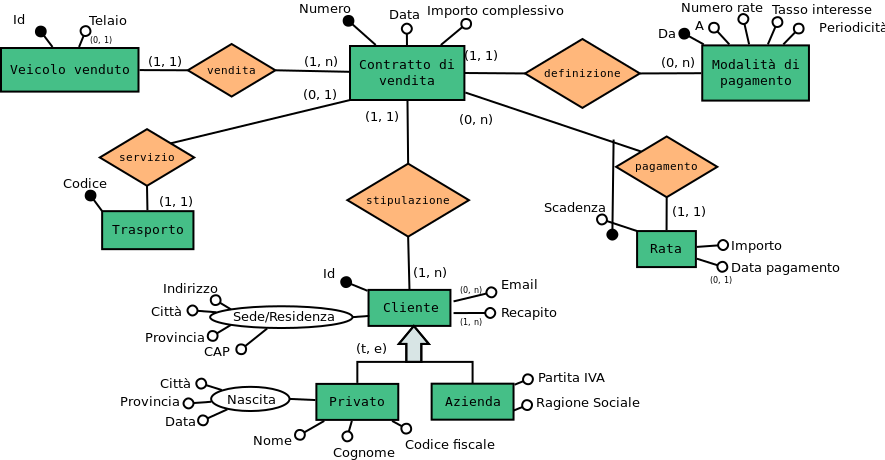 Numero
Data
Importo complessivo
Numero rate
Tasso interesse
Id
Telaio
(0, 1)
Da
A
Periodicità
Veicolo venduto
(1, 1)
vendita
(1, n)
Contratto di
vendita
(1, 1)
definizione
(0, n)
Modalità di
pagamento
(0, 1)
(1, 1)
(0, n)
servizio
pagamento
Codice
(1, 1)
stipulazione
Scadenza
(1, 1)
Trasporto
Rata
Importo
Data pagamento
(0, 1)
Id
(1, n)
(0, n)
Email
Indirizzo
Città
Sede/Residenza
Cliente
Recapito
(1, n)
Provincia
CAP
(t, e)
Città
Provincia
Data
Nascita
Privato
Azienda
Partita IVA
Ragione Sociale
Nome
Cognome
Codice fiscale